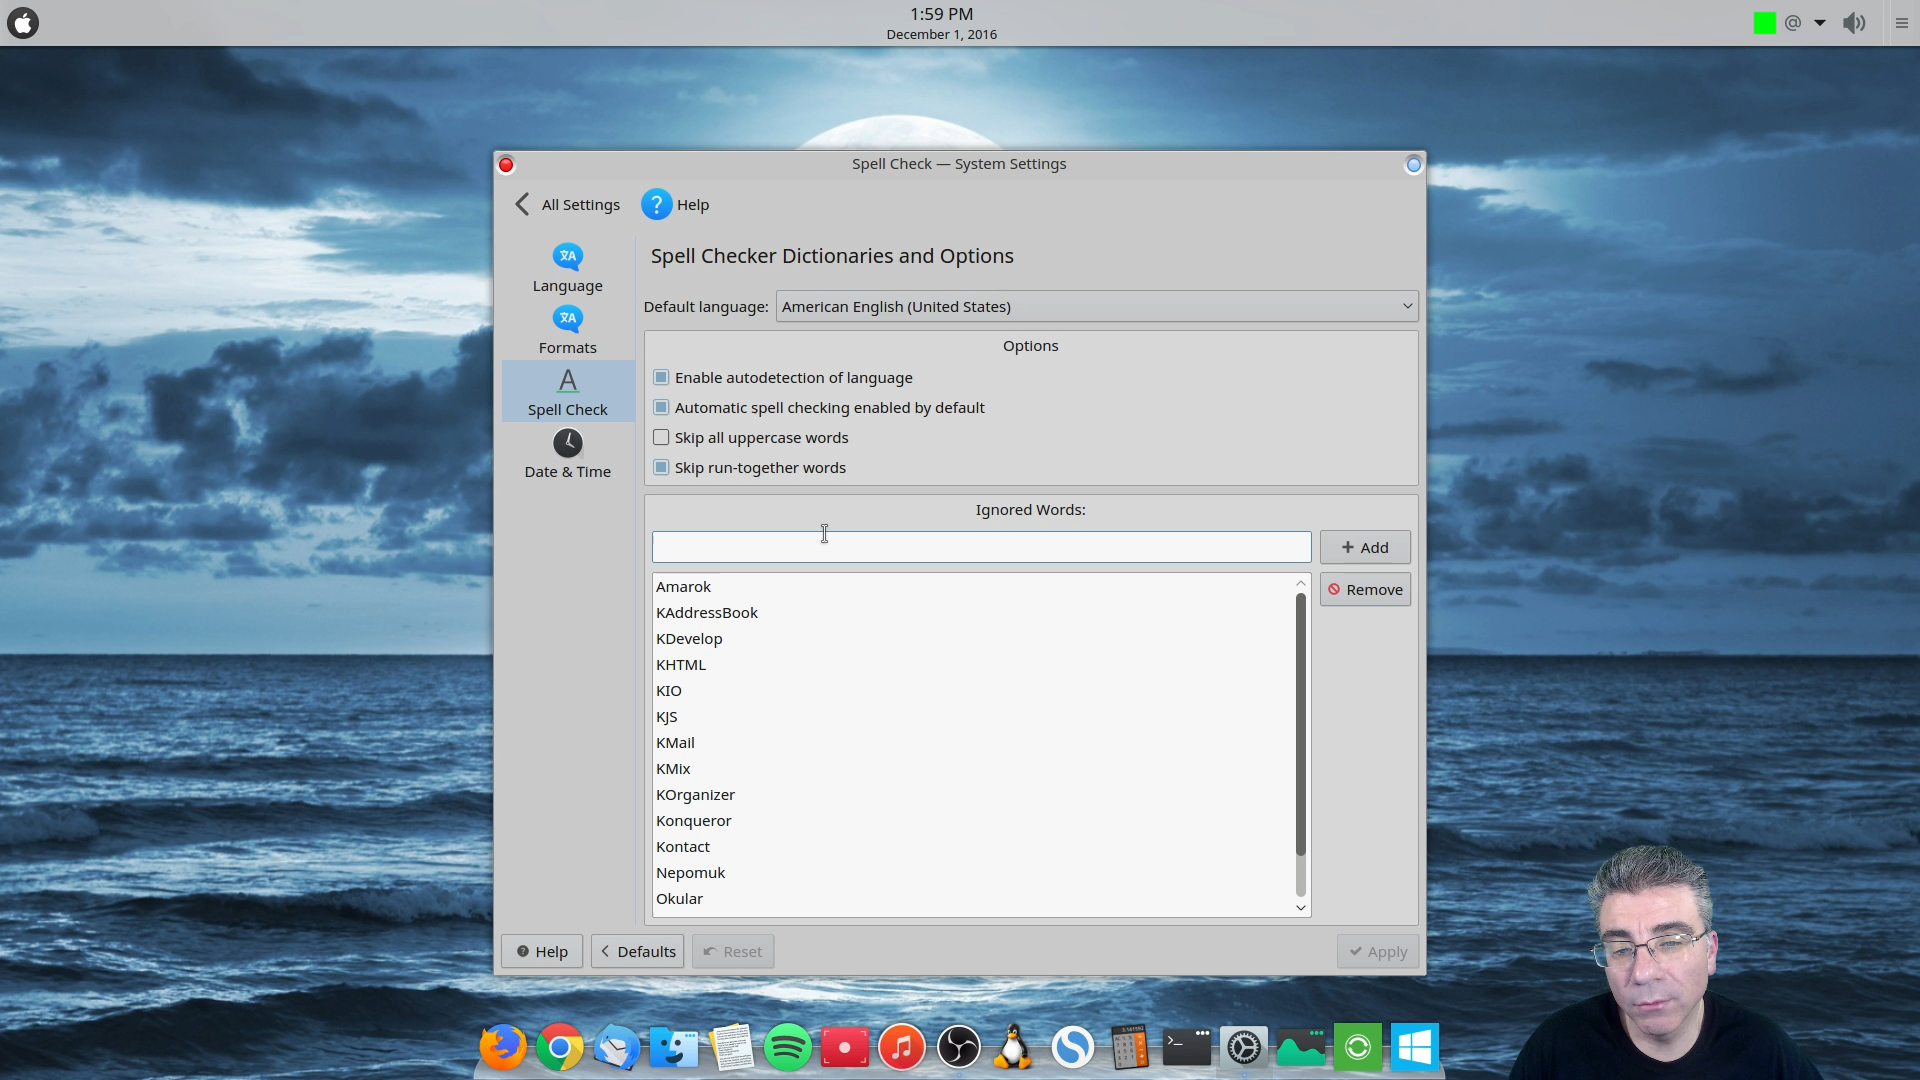 1:59 PM
December 1, 2016
Spell Check — System Settings
All Settings
? Help
Language
Formats
Spell Check
Date & Time
Spell Checker Dictionaries and Options
Default language: American English (United States)
Options
Enable autodetection of language
Automatic spell checking enabled by default
Skip all uppercase words
Skip run-together words
Ignored Words:
+ Add
Remove
Amarok
KAddressBook
KDevelop
KHTML
KIO
KJS
KMail
KMix
KOrganizer
Konqueror
Kontact
Nepomuk
Okular
Help
Defaults
Reset
Apply